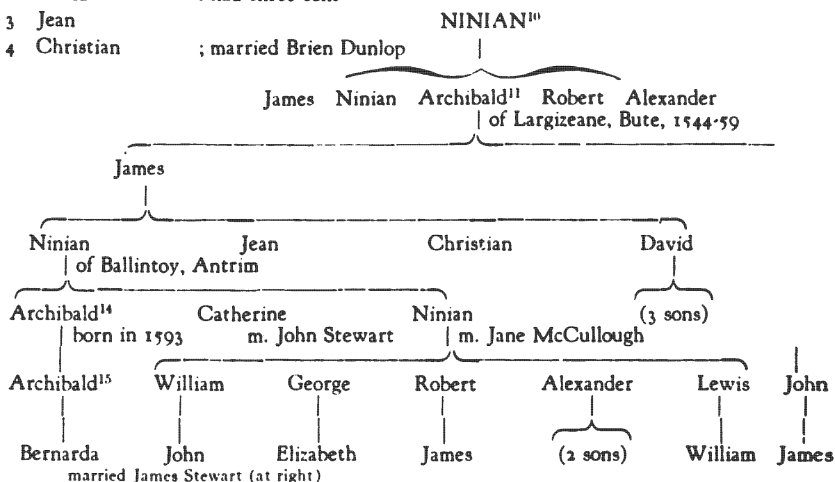 3 Jean NINIAN¹⁰
4 Christian ; married Brien Dunlop
James Ninian Archibald¹¹ Robert Alexander
of Largizeane, Bute, 1544-59
James
Ninian Jean Christian David
of Ballintoy, Antrim
Archibald¹⁴ Catherine Ninian (3 sons)
born in 1593 m. John Stewart m. Jane McCullough
Archibald¹⁵ William George Robert Alexander Lewis John
Bernarda John Elizabeth James (2 sons) William James
married James Stewart (at right)